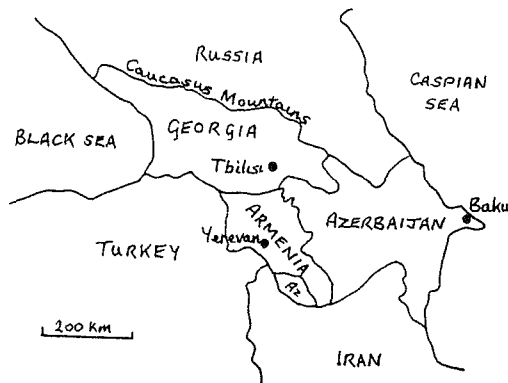 RUSSIA
Caucasus Mountains
CASPIAN
SEA
GEORGIA
BLACK SEA
Tbilisi
Baku
ARMENIA
AZERBAIJAN
Yerevan
TURKEY
Az
200 Km
IRAN